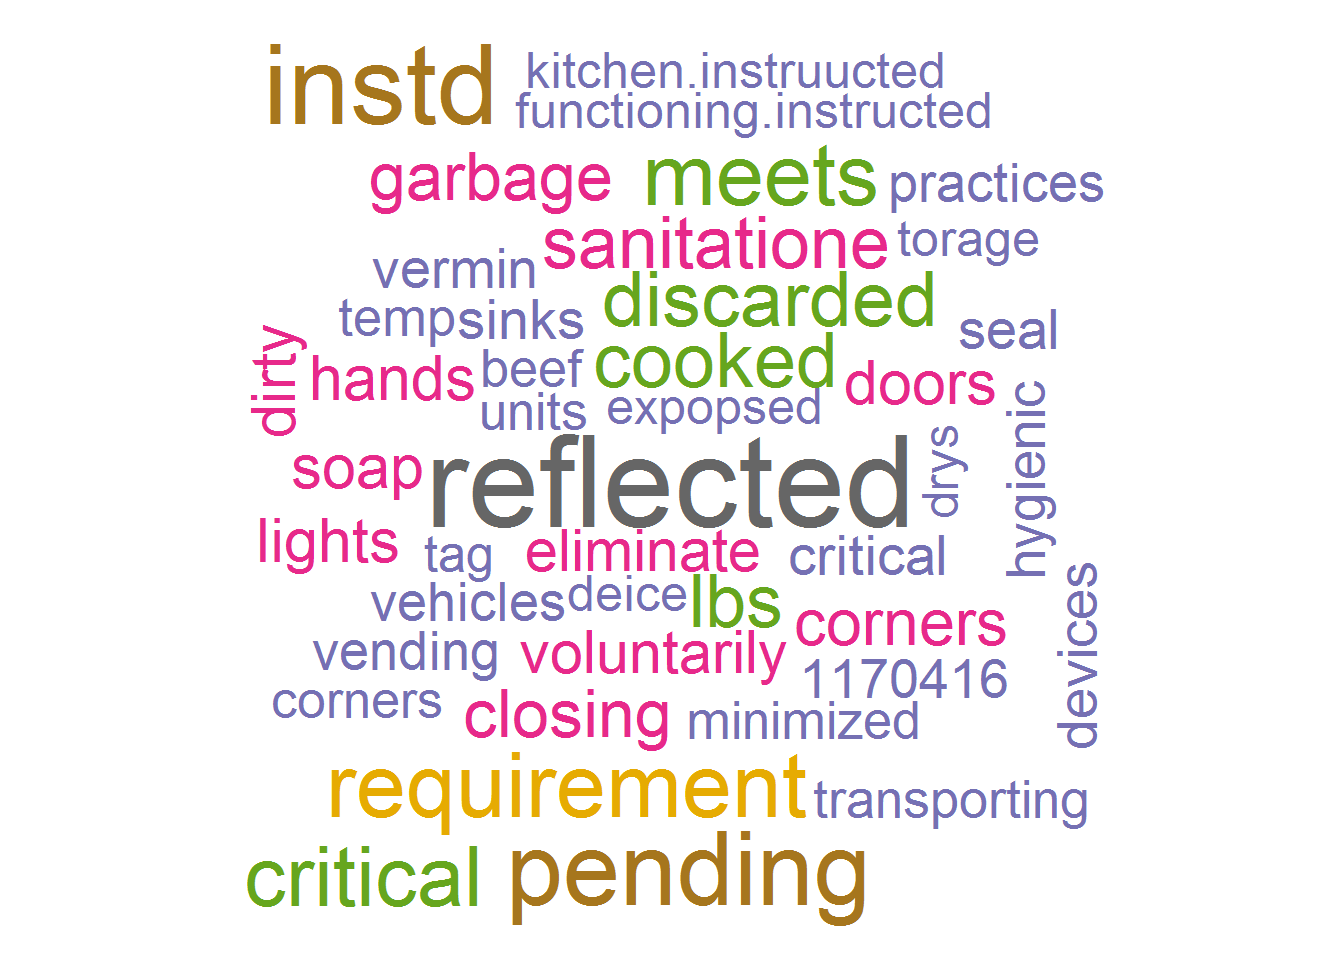 instd kitchen.instruucted
functioning.instructed
garbage meets practices
sanitatione torage
vermin
discarded
tempsinks seal
dirty hands beef cooked doors
units expopsed
hygienic
drys
soap reflected
lights tag eliminate critical
vehicles deice lbs
devices
corners
vending voluntarily 1170416
corners closing minimized
requirement transporting
critical pending